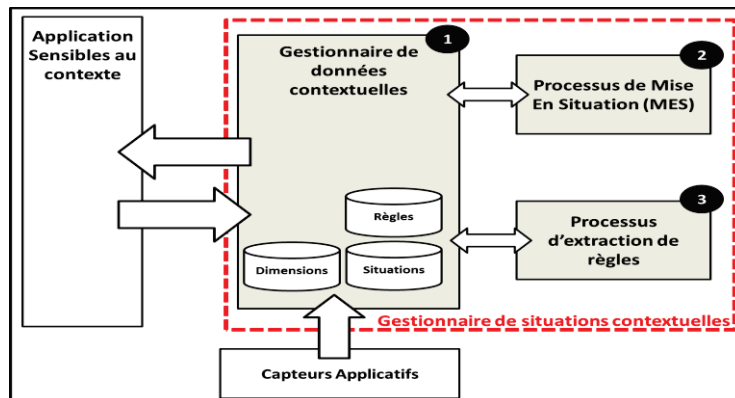 Application
Sensibles au
contexte
1
Gestionnaire de
données
contextuelles
2
Processus de Mise
En Situation (MES)
Règles
Dimensions
Situations
3
Processus
d’extraction de
règles
Gestionnaire de situations contextuelles
Capteurs Applicatifs